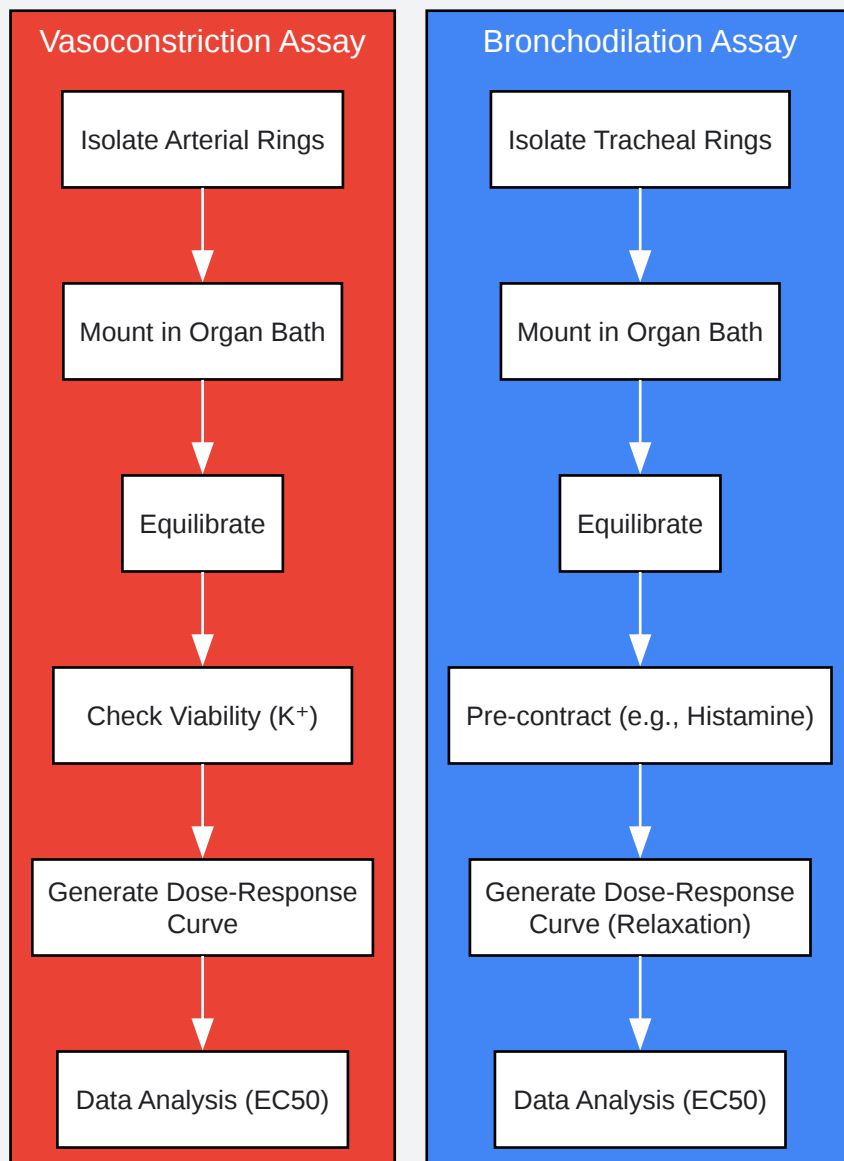 Vasoconstriction Assay
Isolate Arterial Rings
Mount in Organ Bath
Equilibrate
Check Viability (K⁺)
Generate Dose-Response
Curve
Data Analysis (EC50)
Bronchodilation Assay
Isolate Tracheal Rings
Mount in Organ Bath
Equilibrate
Pre-contract (e.g., Histamine)
Generate Dose-Response
Curve (Relaxation)
Data Analysis (EC50)